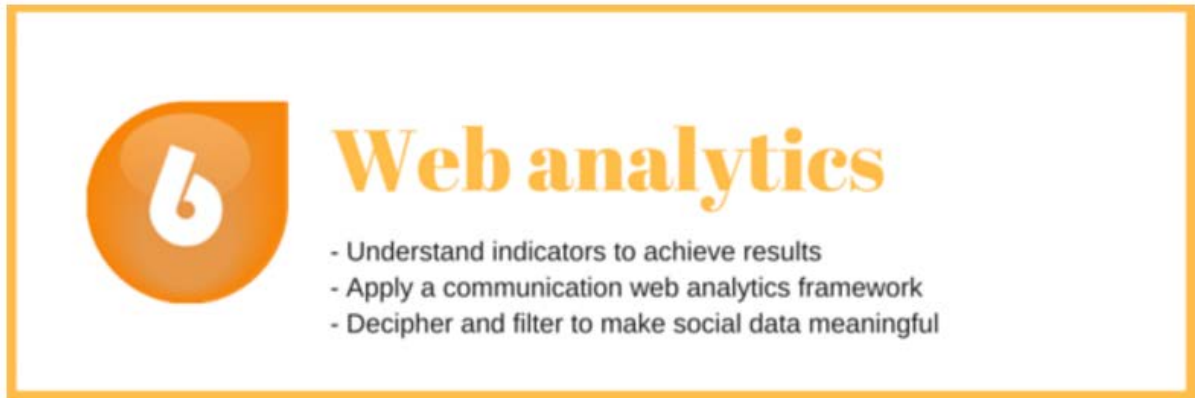 6
Web analytics
- Understand indicators to achieve results
- Apply a communication web analytics framework
- Decipher and filter to make social data meaningful